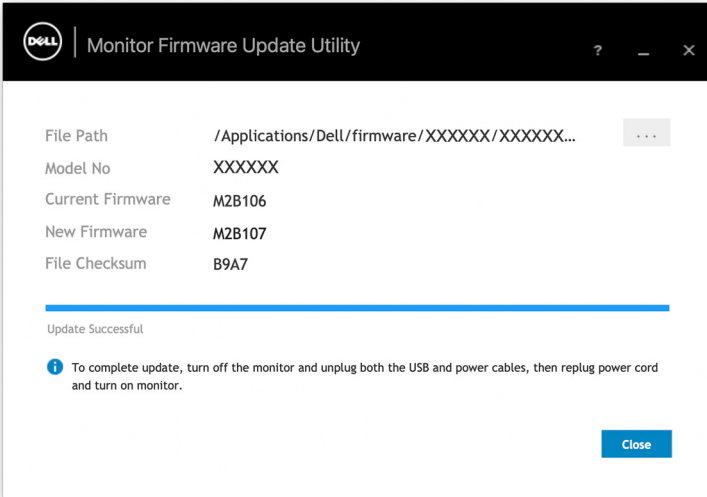 DELL Monitor Firmware Update Utility ? _ ×
File Path /Applications/Dell/firmware/XXXXXX/XXXXXX... ...
Model No XXXXXX
Current Firmware M2B106
New Firmware M2B107
File Checksum B9A7
Update Successful
To complete update, turn off the monitor and unplug both the USB and power cables, then replug power cord
and turn on monitor.
Close